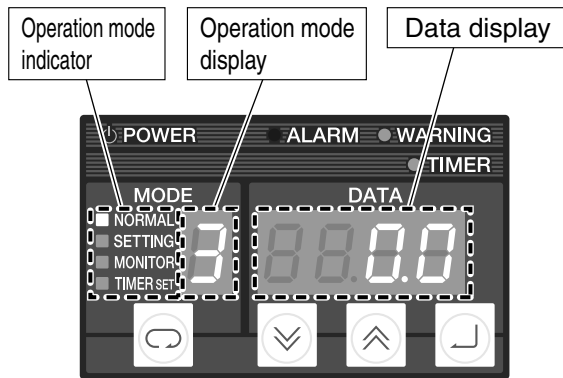 Operation mode
indicator
Operation mode
display
Data display
POWER
ALARM
WARNING
TIMER
MODE
DATA
NORMAL
SETTING
MONITOR
TIMER SET
3
0.0